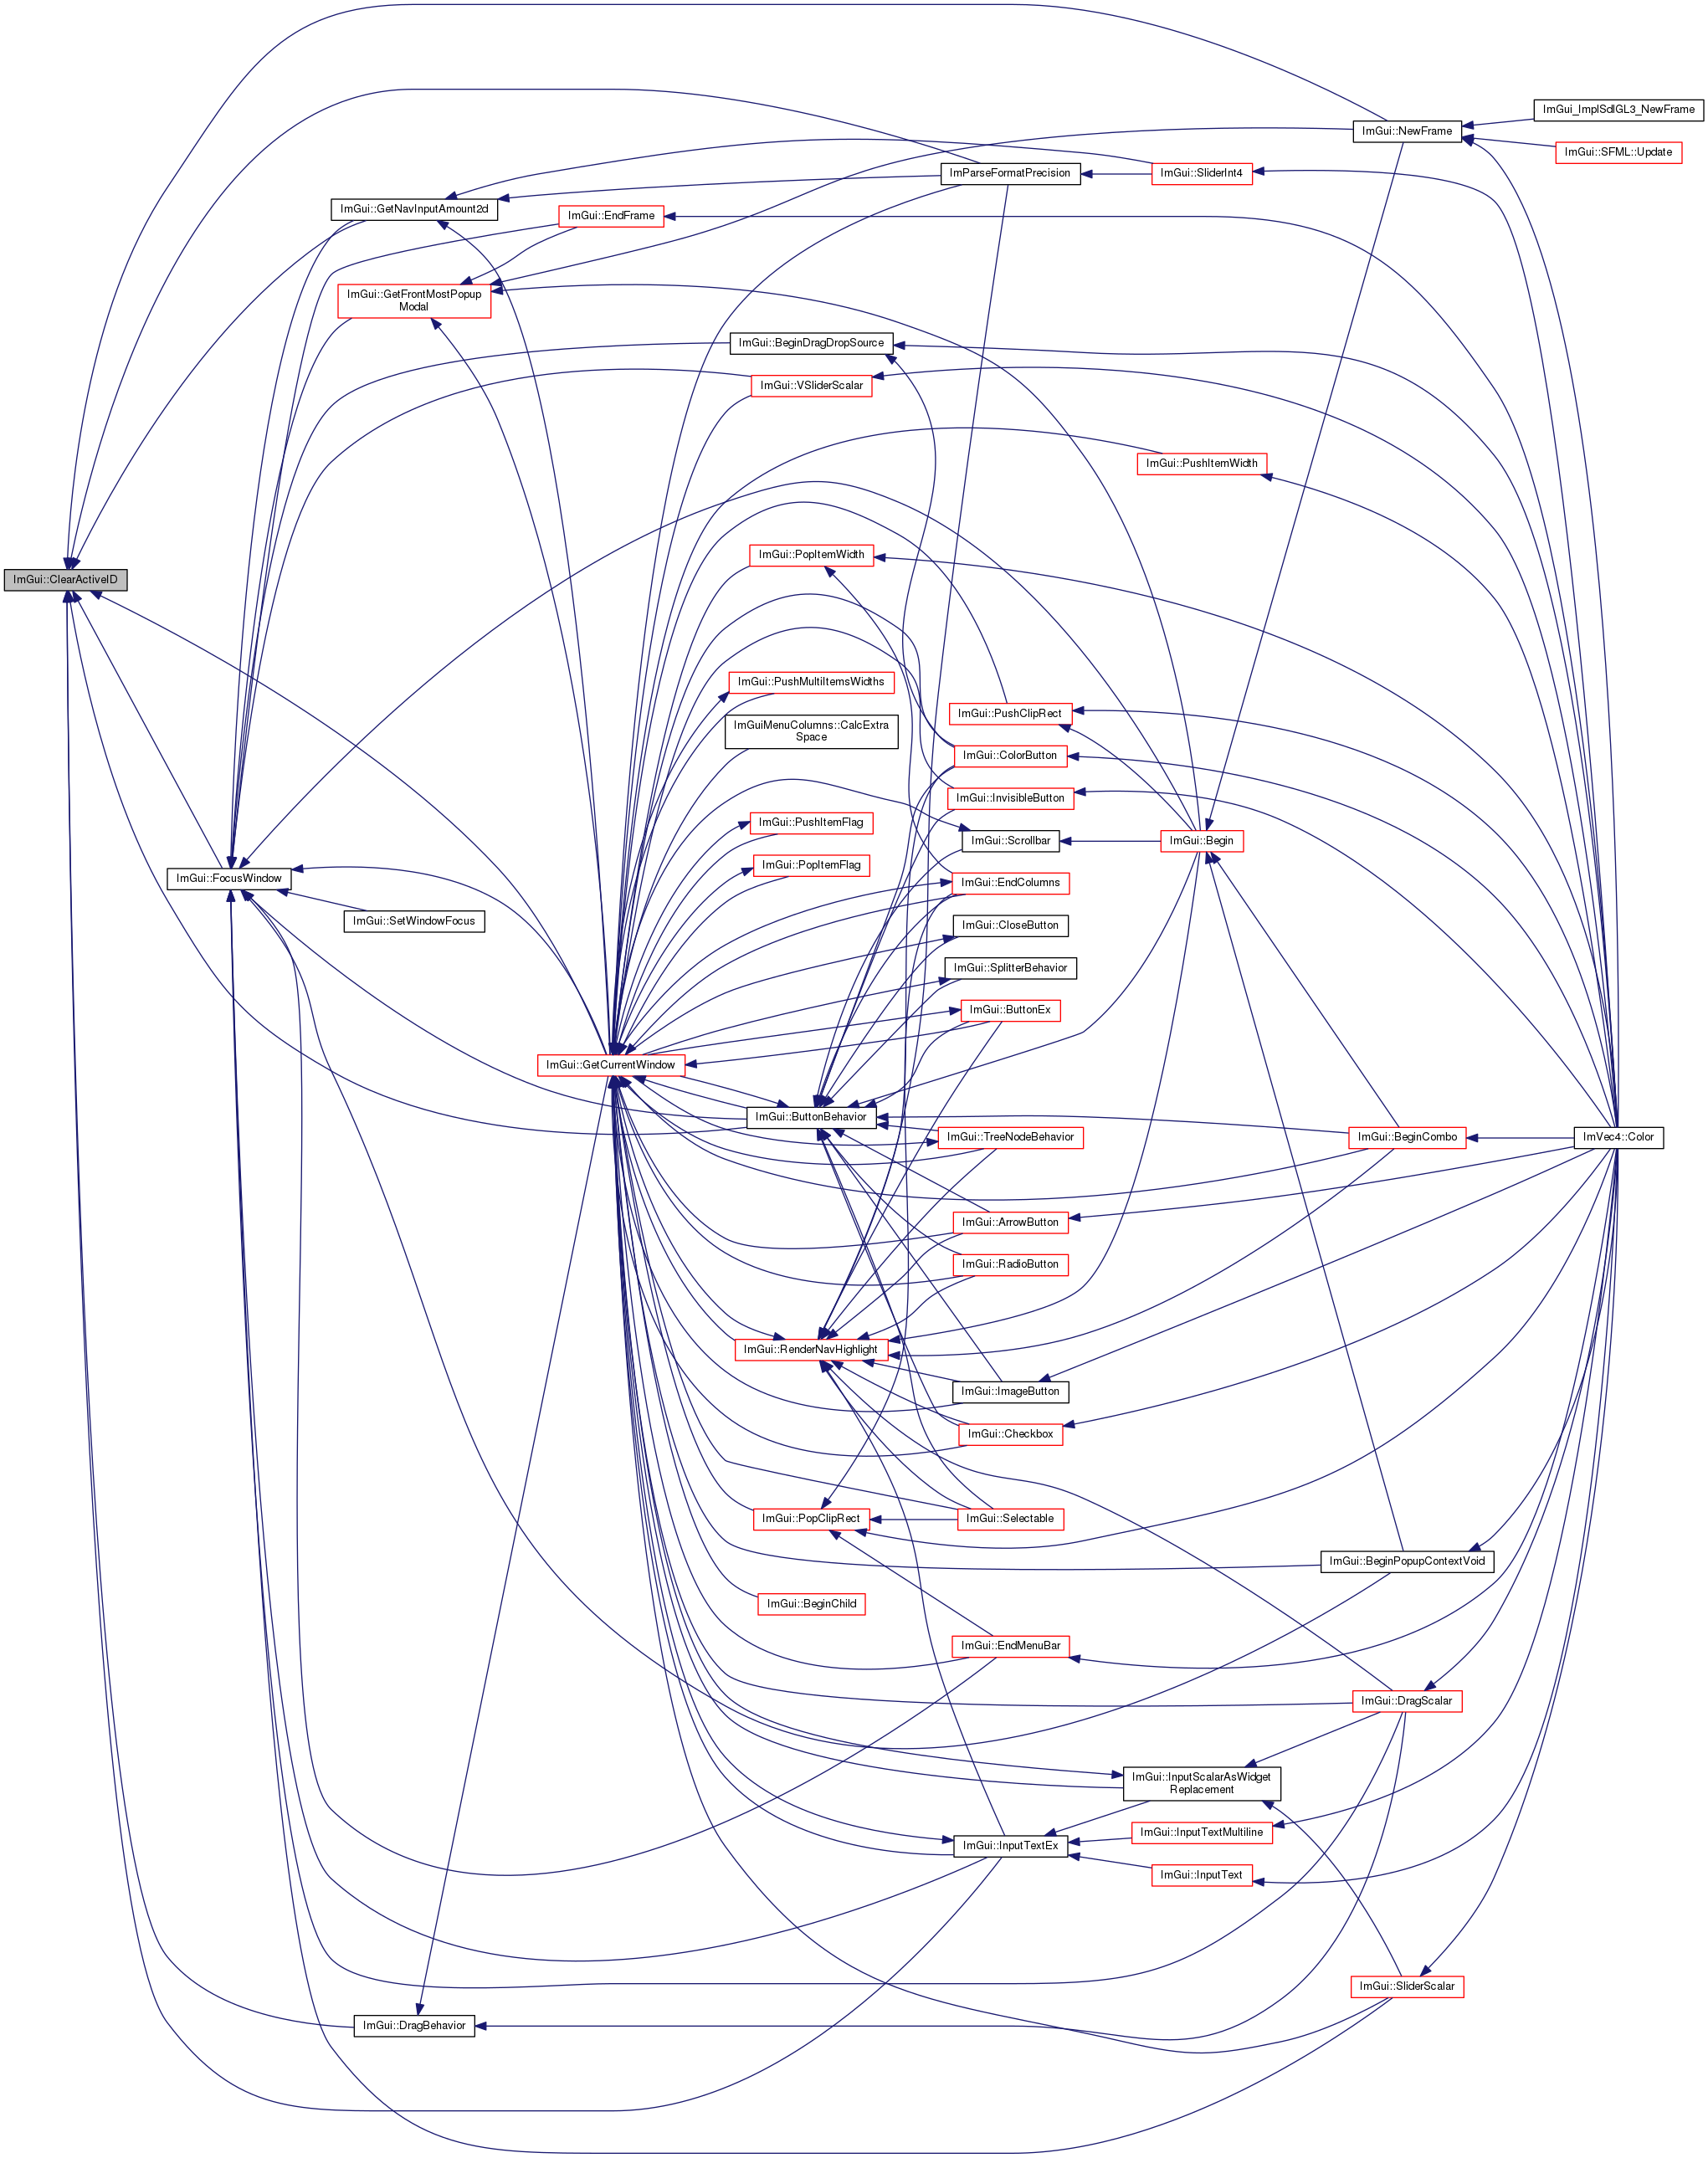 ImGui_ImplSdlGL3_NewFrame
ImGui::NewFrame
ImGui::SFML::Update
ImParseFormatPrecision
ImGui::SliderInt4
ImGui::GetNavInputAmount2d
ImGui::EndFrame
ImGui::GetFrontMostPopup
Modal
ImGui::BeginDragDropSource
ImGui::VSliderScalar
ImGui::PushItemWidth
ImGui::PopItemWidth
ImGui::ClearActiveID
ImGui::PushMultiItemsWidths
ImGui::PushClipRect
ImGuiMenuColumns::CalcExtra
Space
ImGui::ColorButton
ImGui::InvisibleButton
ImGui::PushItemFlag
ImGui::Scrollbar
ImGui::Begin
ImGui::PopItemFlag
ImGui::FocusWindow
ImGui::EndColumns
ImGui::SetWindowFocus
ImGui::CloseButton
ImGui::SplitterBehavior
ImGui::ButtonEx
ImGui::GetCurrentWindow
ImGui::ButtonBehavior
ImGui::TreeNodeBehavior
ImGui::BeginCombo
ImVec4::Color
ImGui::ArrowButton
ImGui::RadioButton
ImGui::RenderNavHighlight
ImGui::ImageButton
ImGui::Checkbox
ImGui::PopClipRect
ImGui::Selectable
ImGui::BeginPopupContextVoid
ImGui::BeginChild
ImGui::EndMenuBar
ImGui::DragScalar
ImGui::InputScalarAsWidget
Replacement
ImGui::InputTextMultiline
ImGui::InputTextEx
ImGui::InputText
ImGui::SliderScalar
ImGui::DragBehavior